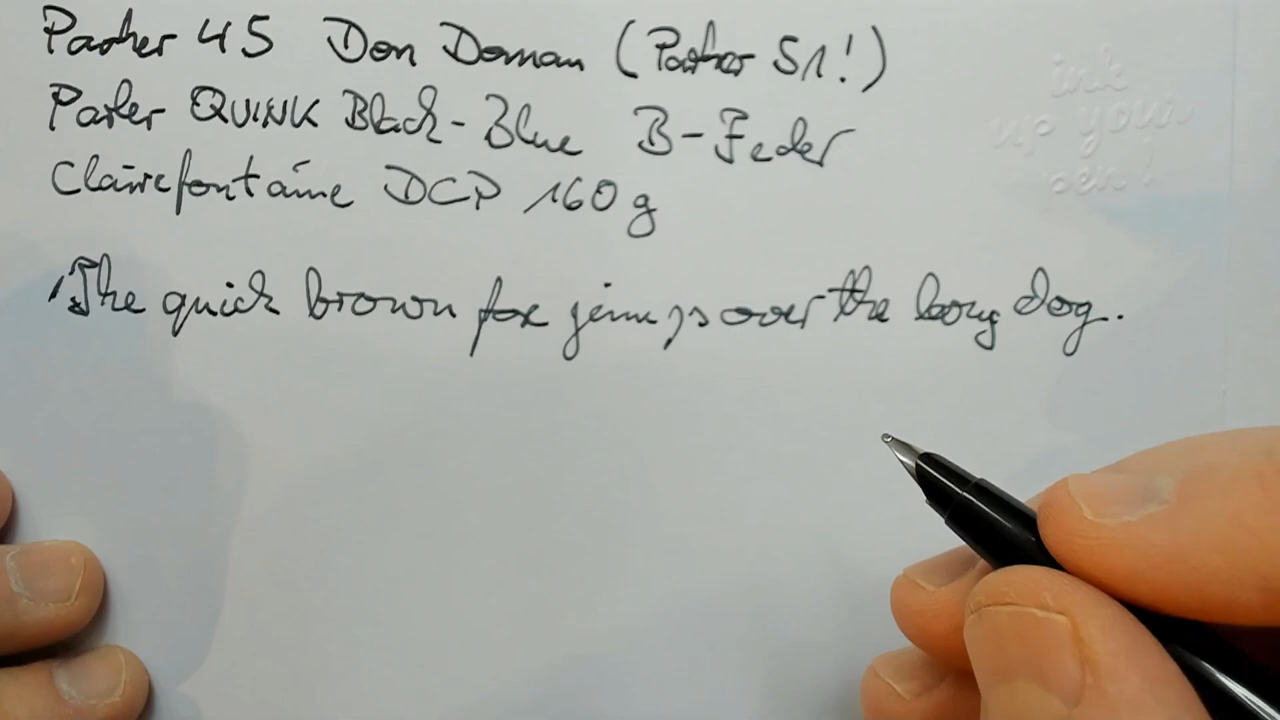 Parker 45 Don Doman (Parker 51!)
Parker QUINK Black-Blue B-Feder
Clairefontaine DCP 160 g
The quick brown fox jumps over the lazy dog.
ink
up your
pen!